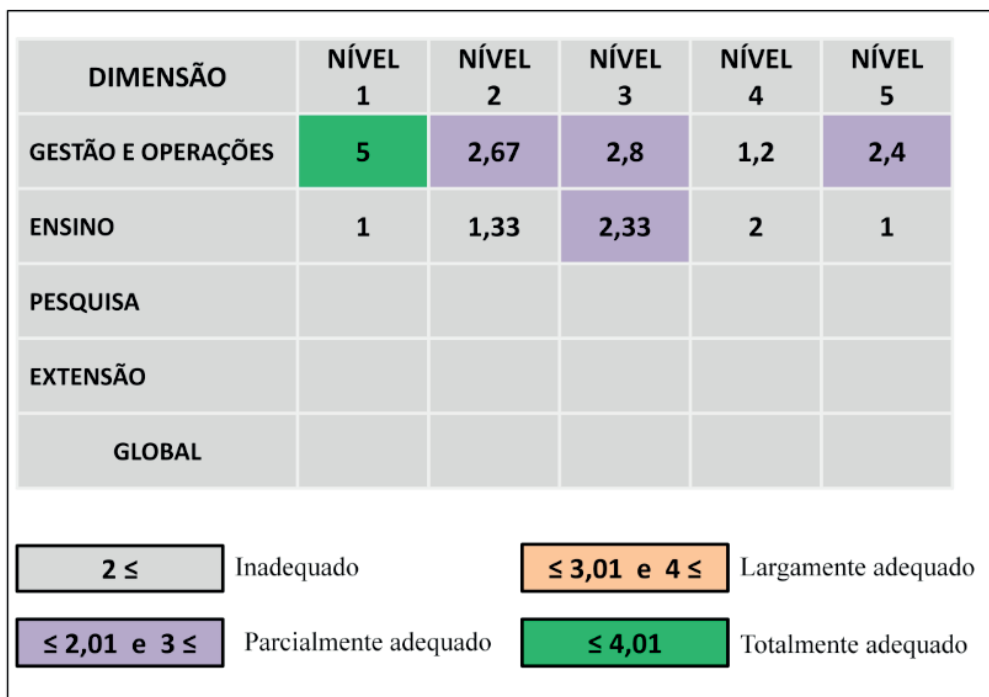 DIMENSÃO NÍVEL 1 NÍVEL 2 NÍVEL 3 NÍVEL 4 NÍVEL 5
GESTÃO E OPERAÇÕES 5 2,67 2,8 1,2 2,4
ENSINO 1 1,33 2,33 2 1
PESQUISA
EXTENSÃO
GLOBAL
2 ≤ Inadequado ≤ 3,01 e 4 ≤ Largamente adequado
≤ 2,01 e 3 ≤ Parcialmente adequado ≤ 4,01 Totalmente adequado